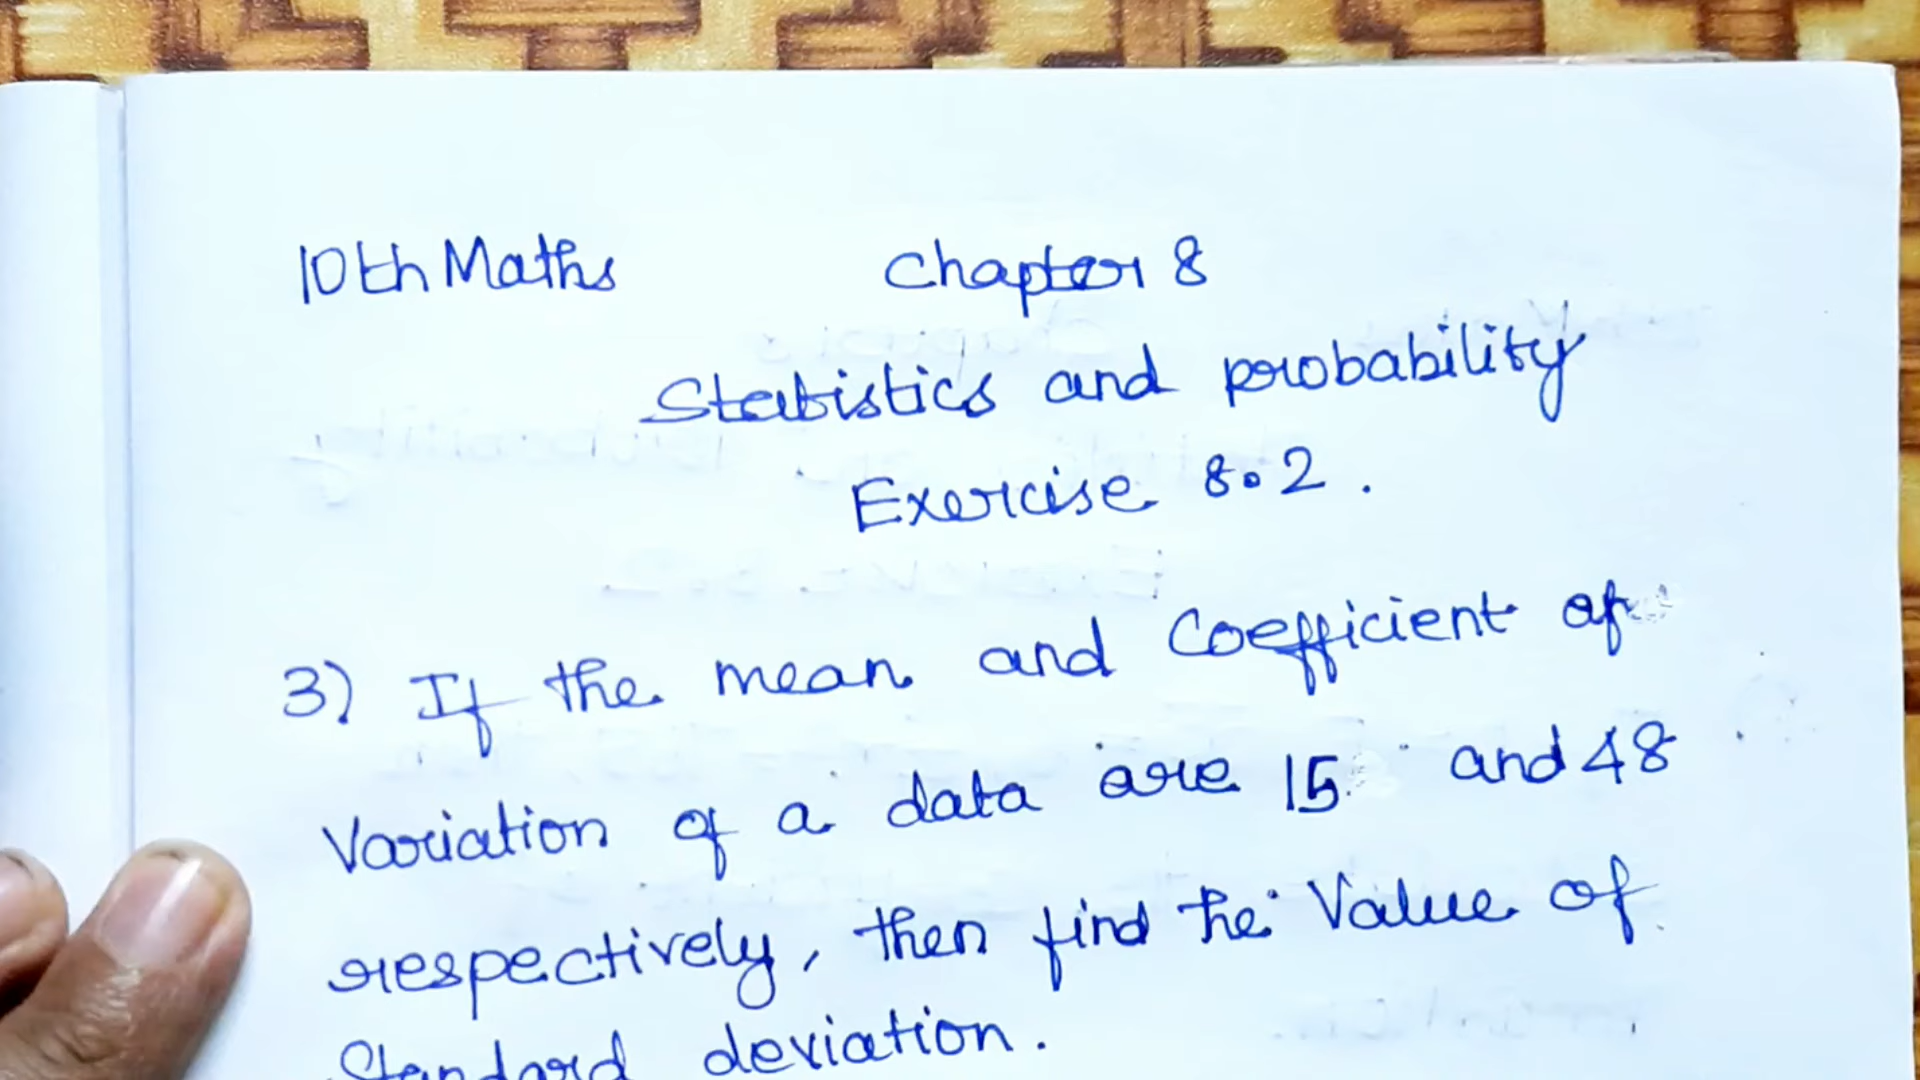 10th Maths Chapter 8
Statistics and probability
Exercise 8.2.
3) If the mean and Coefficient of
Variation of a data are 15 and 48
respectively, then find the Value of
Standard deviation.